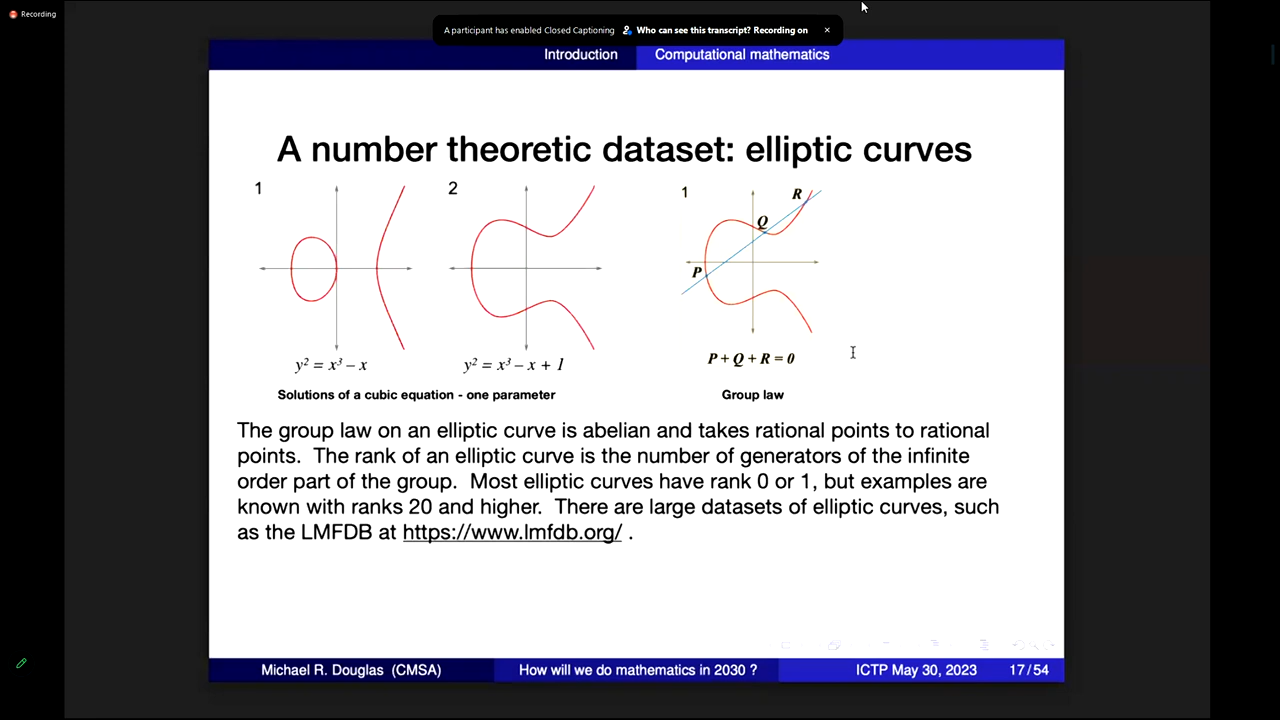 Recording
A participant has enabled Closed Captioning Who can see this transcript? Recording on ×
Introduction Computational mathematics
A number theoretic dataset: elliptic curves
1 2 1
R
Q
P
y² = x³ – x y² = x³ – x + 1 P + Q + R = 0
Solutions of a cubic equation - one parameter Group law
The group law on an elliptic curve is abelian and takes rational points to rational
points. The rank of an elliptic curve is the number of generators of the infinite
order part of the group. Most elliptic curves have rank 0 or 1, but examples are
known with ranks 20 and higher. There are large datasets of elliptic curves, such
as the LMFDB at https://www.lmfdb.org/ .
Michael R. Douglas (CMSA) How will we do mathematics in 2030 ? ICTP May 30, 2023 17/54